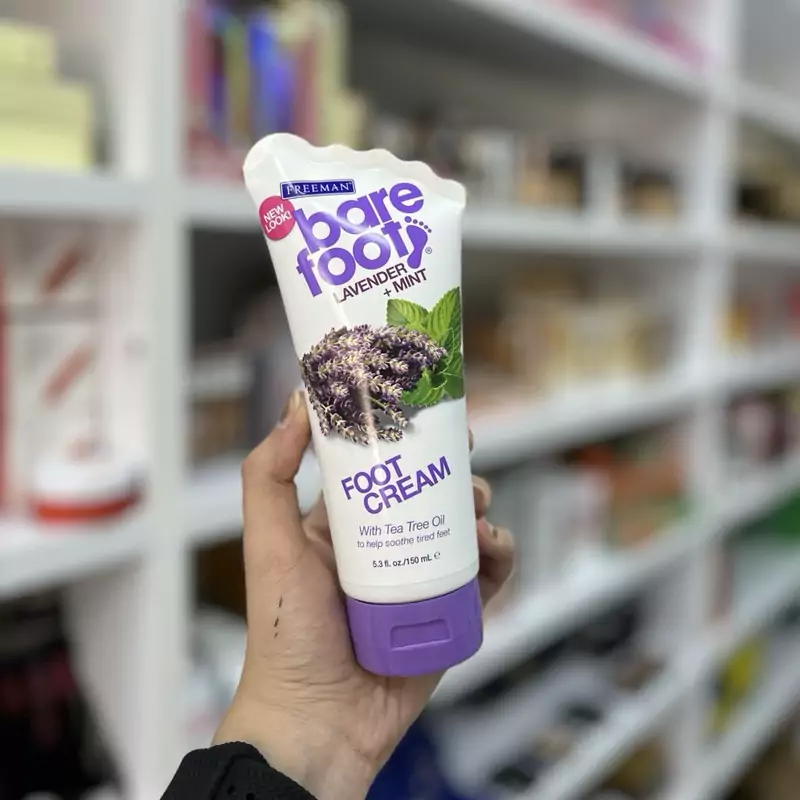 FREEMAN
NEW
LOOK!
bare
foot®
LAVENDER
+ MINT
FOOT
CREAM
With Tea Tree Oil
to help soothe tired feet
5.3 fl. oz./150 mL ℮